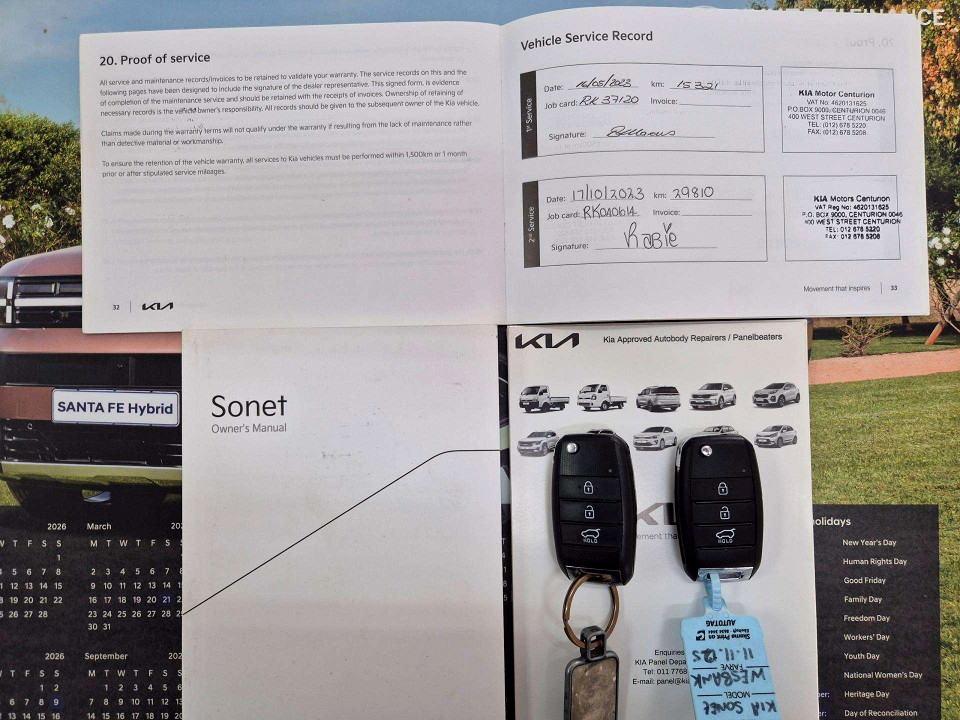 FINANCE
20. Proof of service
All service and maintenance records/invoices to be retained to validate your warranty. The service records on this and the
following pages have been designed to include the signature of the dealer representative. This signed form, is evidence
of completion of the maintenance service and should be retained with the receipts of invoices. Ownership of retaining of
necessary records is the vehicle owner's responsibility. All records should be given to the subsequent owner of the Kia vehicle.
Claims made during the warranty terms will not qualify under the warranty if resulting from the lack of maintenance rather
than detective material or workmanship.
To ensure the retention of the vehicle warranty, all services to Kia vehicles must be performed within 1,500km or 1 month
prior or after stipulated service mileages.
32 KIA
Vehicle Service Record
1st Service
Date: 16/05/2023 km: 15321
Job card: RK 37120 Invoice:
Signature:
KIA Motor Centurion
VAT No: 4620131625
P.O.BOX 9000, CENTURION 0046
400 WEST STREET CENTURION
TEL: (012) 678 5220
FAX: (012) 678 5208
2nd Service
Date: 17/10/2023 km: 29810
Job card: RK040614 Invoice:
Signature: Rabie
KIA Motors Centurion
VAT Reg No: 4620131625
P.O. BOX 9000, CENTURION 0046
400 WEST STREET CENTURION
TEL: 012 678 5220
FAX: 012 678 5208
Movement that inspires 33
SANTA FE Hybrid
Sonet
Owner's Manual
KIA Kia Approved Autobody Repairers / Panelbeaters
HOLD
HOLD
Enquiries
KIA Panel Depa
Tel: 011 7768
E-mail: panel@ki
AUTOTAG
11.11.125
FARVE
WESBANK
MODEL
KIA SONET
2026 March
M T W T F S S
1
2 3 4 5 6 7 8
9 10 11 12 13 14 15
16 17 18 19 20 21
23 24 25 26 27 28
30 31
2026 September
1 2 3 4 5 6
7 8 9 10 11 12 13
14 15 16 17 18 19
holidays
New Year's Day
Human Rights Day
Good Friday
Family Day
Freedom Day
Workers' Day
Youth Day
National Women's Day
Heritage Day
Day of Reconciliation